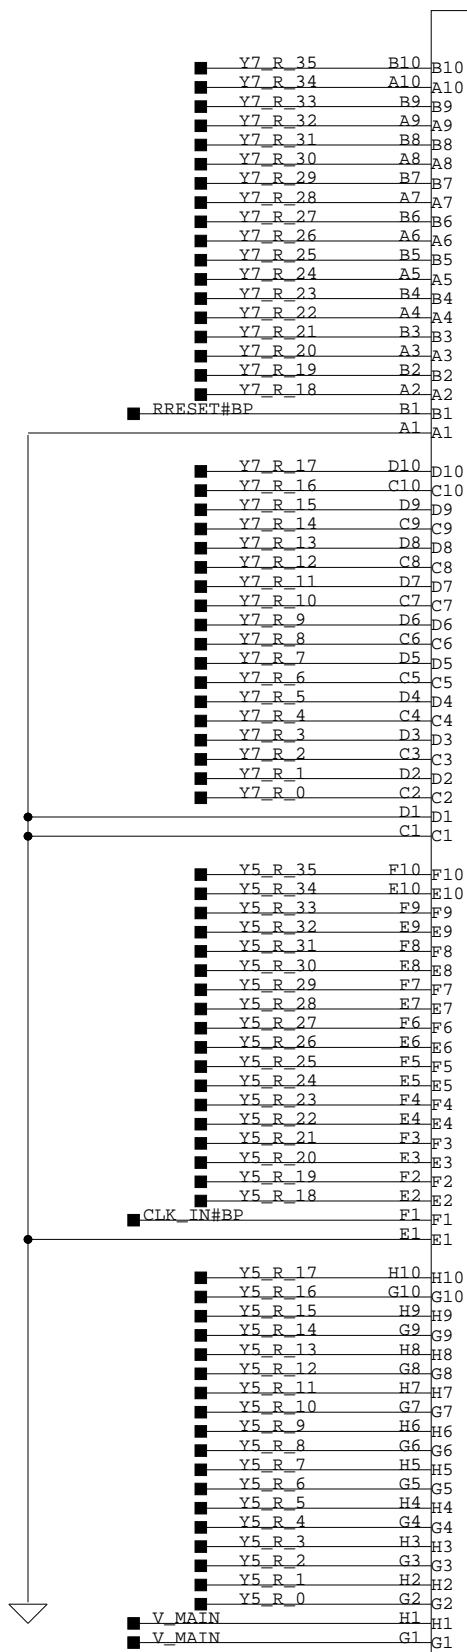 Y7_R_35 B10 B10
Y7_R_34 A10 A10
Y7_R_33 B9 B9
Y7_R_32 A9 A9
Y7_R_31 B8 B8
Y7_R_30 A8 A8
Y7_R_29 B7 B7
Y7_R_28 A7 A7
Y7_R_27 B6 B6
Y7_R_26 A6 A6
Y7_R_25 B5 B5
Y7_R_24 A5 A5
Y7_R_23 B4 B4
Y7_R_22 A4 A4
Y7_R_21 B3 B3
Y7_R_20 A3 A3
Y7_R_19 B2 B2
Y7_R_18 A2 A2
RRESET#BP B1 B1
A1 A1
Y7_R_17 D10 D10
Y7_R_16 C10 C10
Y7_R_15 D9 D9
Y7_R_14 C9 C9
Y7_R_13 D8 D8
Y7_R_12 C8 C8
Y7_R_11 D7 D7
Y7_R_10 C7 C7
Y7_R_9 D6 D6
Y7_R_8 C6 C6
Y7_R_7 D5 D5
Y7_R_6 C5 C5
Y7_R_5 D4 D4
Y7_R_4 C4 C4
Y7_R_3 D3 D3
Y7_R_2 C3 C3
Y7_R_1 D2 D2
Y7_R_0 C2 C2
D1 D1
C1 C1
Y5_R_35 F10 F10
Y5_R_34 E10 E10
Y5_R_33 F9 F9
Y5_R_32 E9 E9
Y5_R_31 F8 F8
Y5_R_30 E8 E8
Y5_R_29 F7 F7
Y5_R_28 E7 E7
Y5_R_27 F6 F6
Y5_R_26 E6 E6
Y5_R_25 F5 F5
Y5_R_24 E5 E5
Y5_R_23 F4 F4
Y5_R_22 E4 E4
Y5_R_21 F3 F3
Y5_R_20 E3 E3
Y5_R_19 F2 F2
Y5_R_18 E2 E2
CLK_IN#BP F1 F1
E1 E1
Y5_R_17 H10 H10
Y5_R_16 G10 G10
Y5_R_15 H9 H9
Y5_R_14 G9 G9
Y5_R_13 H8 H8
Y5_R_12 G8 G8
Y5_R_11 H7 H7
Y5_R_10 G7 G7
Y5_R_9 H6 H6
Y5_R_8 G6 G6
Y5_R_7 H5 H5
Y5_R_6 G5 G5
Y5_R_5 H4 H4
Y5_R_4 G4 G4
Y5_R_3 H3 H3
Y5_R_2 G3 G3
Y5_R_1 H2 H2
Y5_R_0 G2 G2
V_MAIN H1 H1
V_MAIN G1 G1